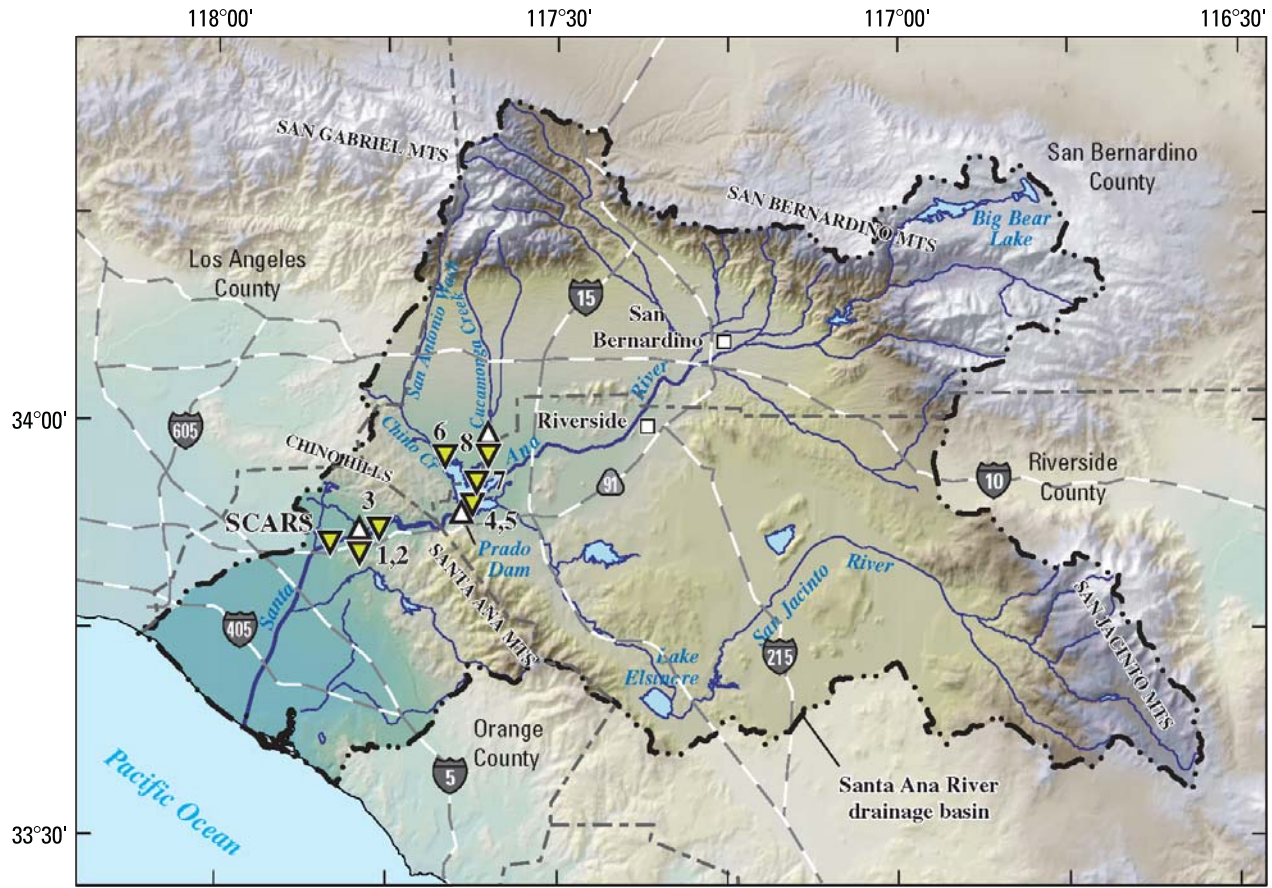 118°00'
117°30'
117°00'
116°30'
SAN GABRIEL MTS
San Bernardino
County
SAN BERNARDINO MTS
Big Bear
Lake
Los Angeles
County
San Antonio Wash
Cucamonga Creek
15
San
Bernardino
River
34°00'
605
Chino Cr
Riverside
CHINO HILLS
6
8
Ana
7
91
10
Riverside
County
SCARS
3
4,5
1,2
Prado
Dam
SANTA ANA MTS
San Jacinto
River
Santa
405
215
SAN JACINTO MTS
Lake
Elsinore
Orange
County
5
Pacific Ocean
Santa Ana River
drainage basin
33°30'